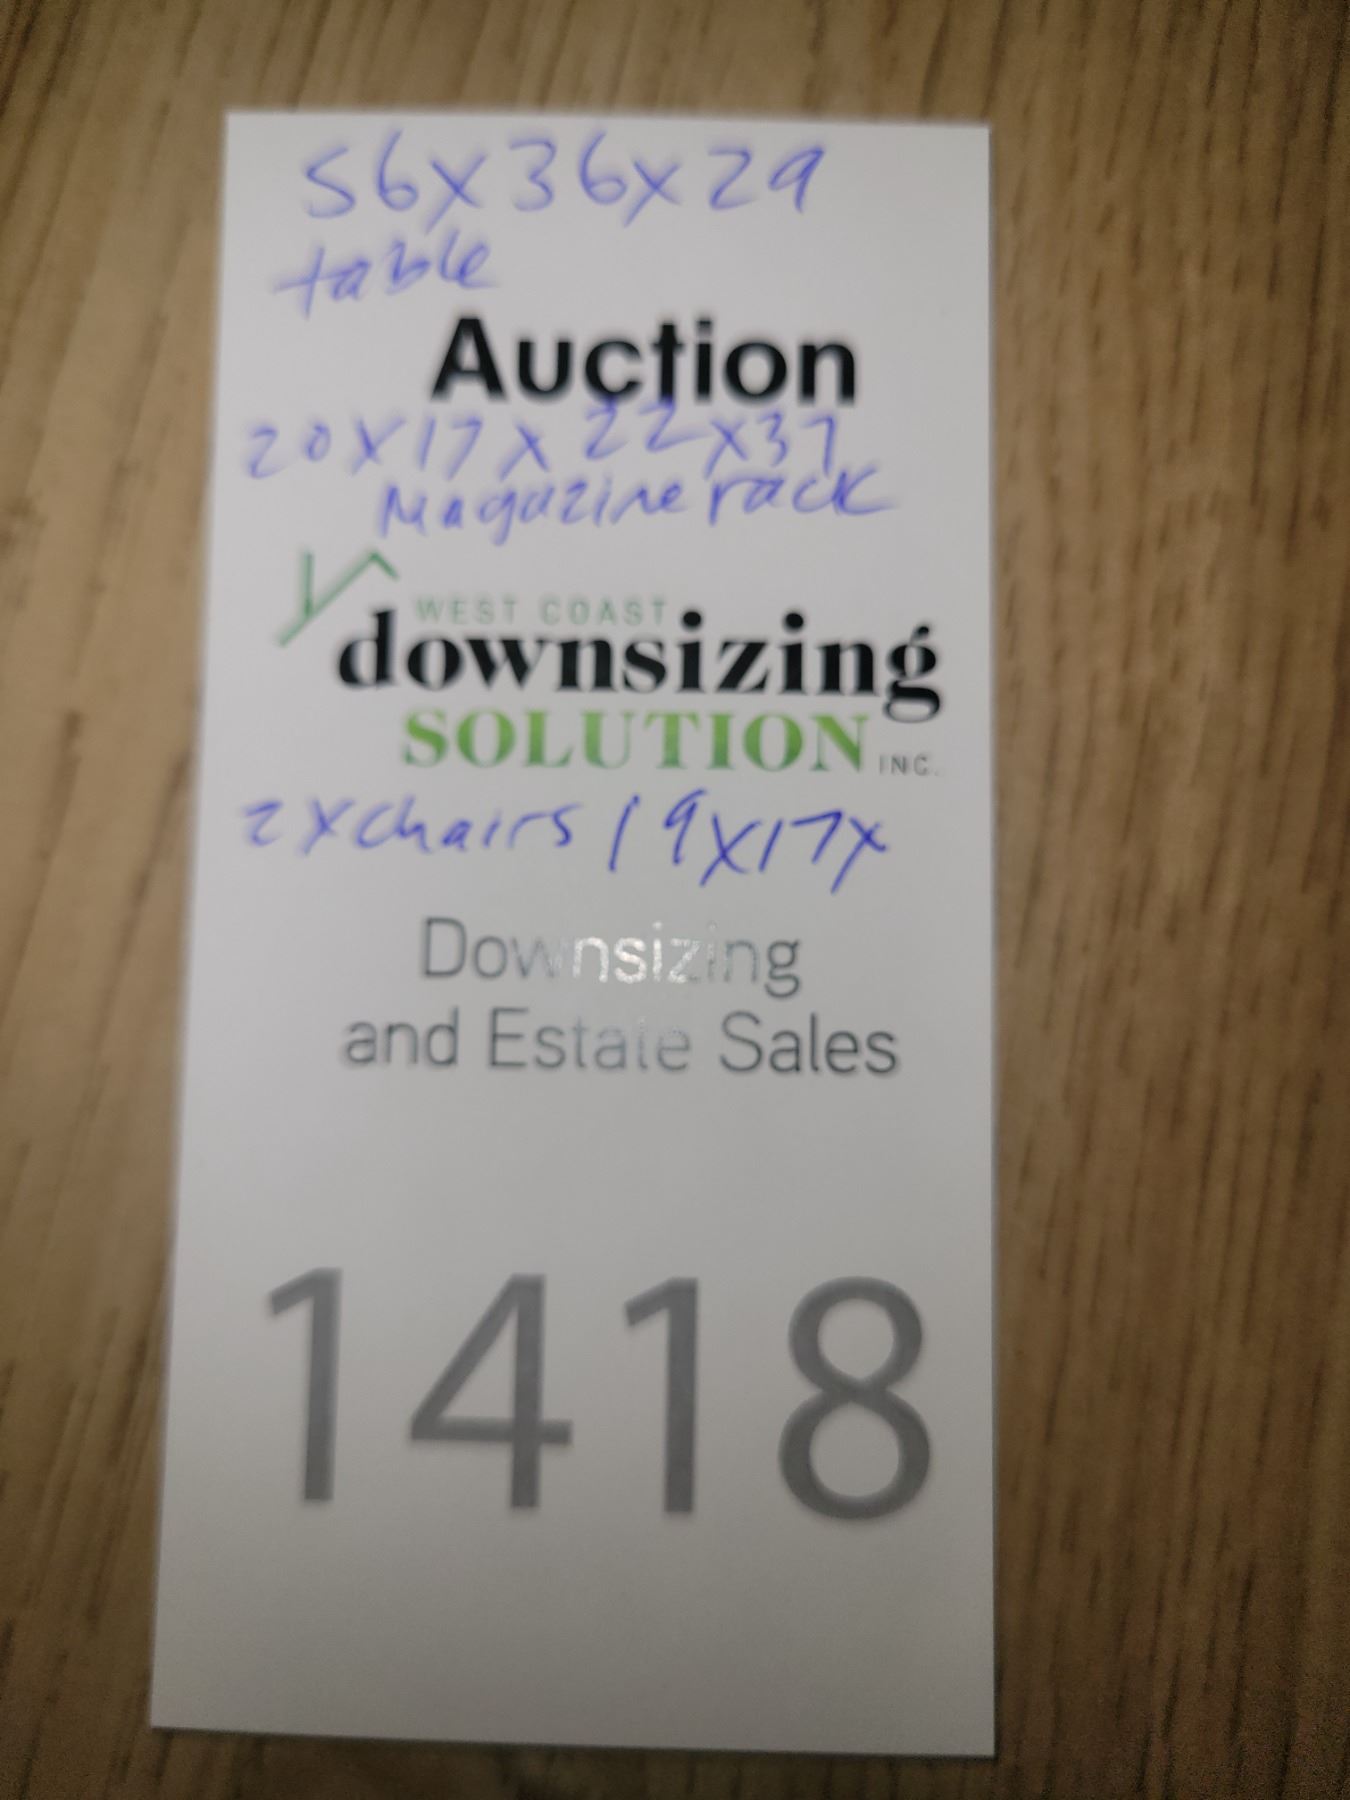 56x36x29
table
Auction
20x17x22x37
Magazine rack
WEST COAST
downsizing
SOLUTION INC.
2xchairs 19x17x
Downsizing
and Estate Sales
1418